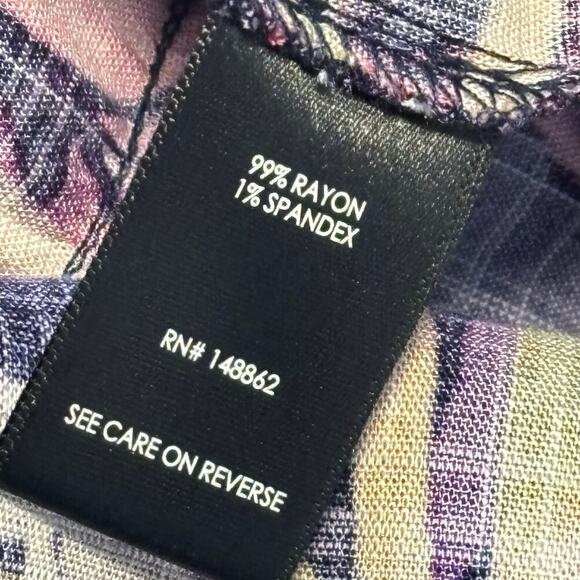 99% RAYON
1% SPANDEX
RN# 148862
SEE CARE ON REVERSE